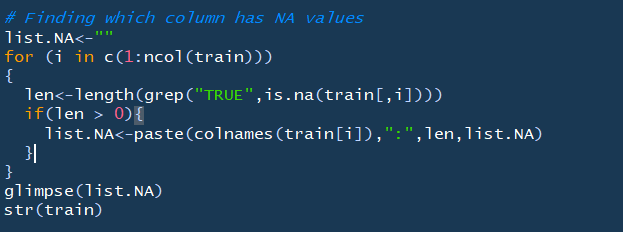 # Finding which column has NA values
list.NA<-""
for (i in c(1:ncol(train)))
{
  len<-length(grep("TRUE",is.na(train[,i])))
  if(len > 0){
    list.NA<-paste(colnames(train[i]),":",len,list.NA)
  }
}
glimpse(list.NA)
str(train)